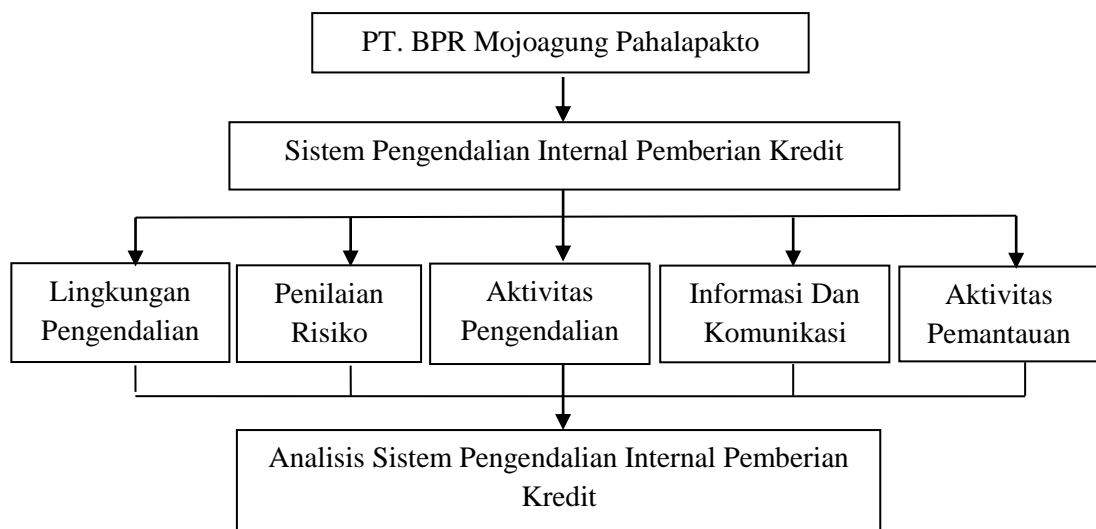 PT. BPR Mojoagung Pahalapakto
Sistem Pengendalian Internal Pemberian Kredit
Lingkungan
Pengendalian
Penilaian
Risiko
Aktivitas
Pengendalian
Informasi Dan
Komunikasi
Aktivitas
Pemantauan
Analisis Sistem Pengendalian Internal Pemberian
Kredit